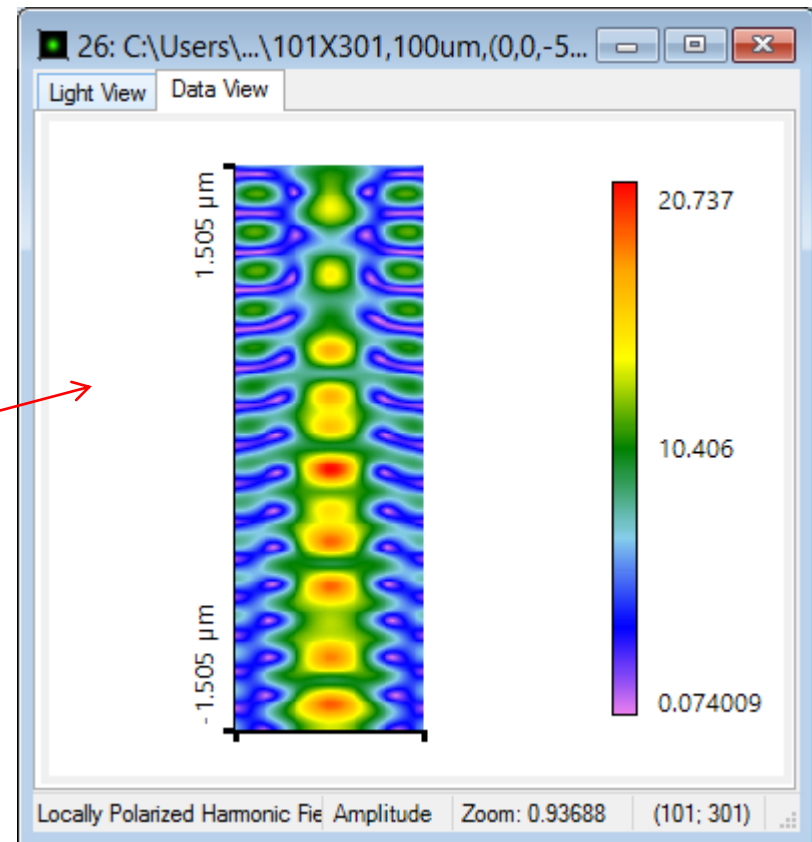 26: C:\Users\...\101X301,100um,(0,0,-5...
Light View Data View
1.505 µm
-1.505 µm
20.737
10.406
0.074009
Locally Polarized Harmonic Fie Amplitude Zoom: 0.93688 (101; 301)